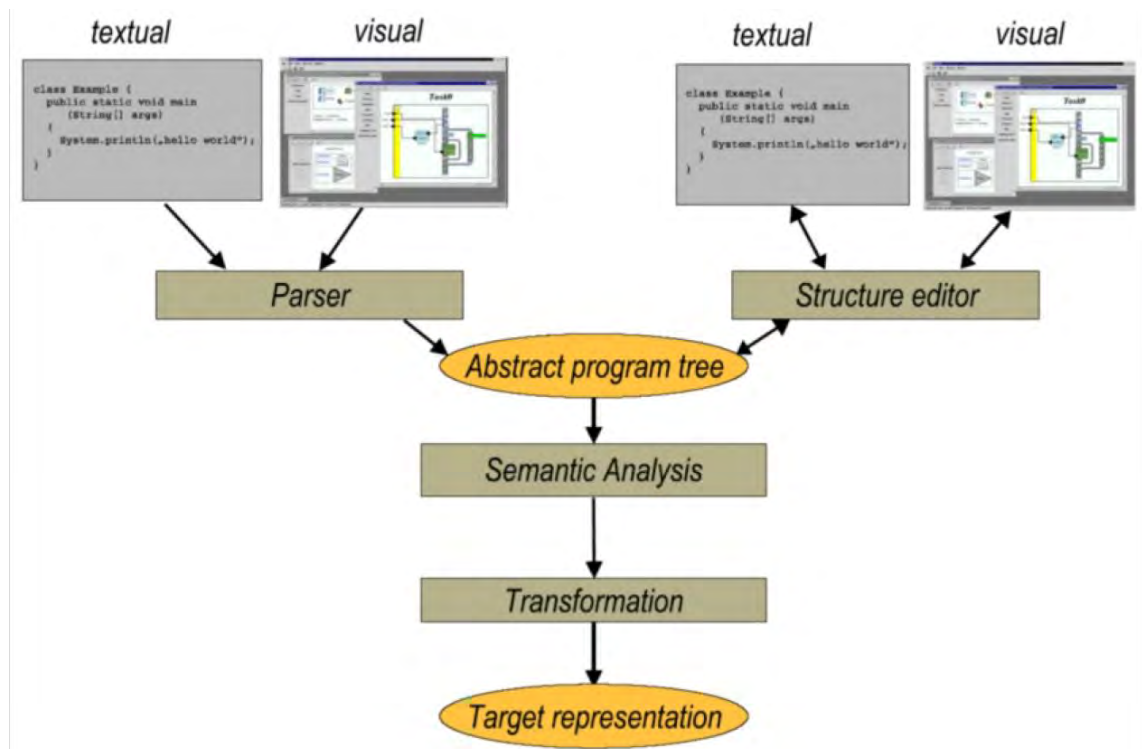 textual
visual
textual
visual
class Example {
public static void main
(String[] args)
{
System.println(„hello world");
}
}
class Example {
public static void main
(String[] args)
{
System.println(„hello world");
}
}
Parser
Structure editor
Abstract program tree
Semantic Analysis
Transformation
Target representation